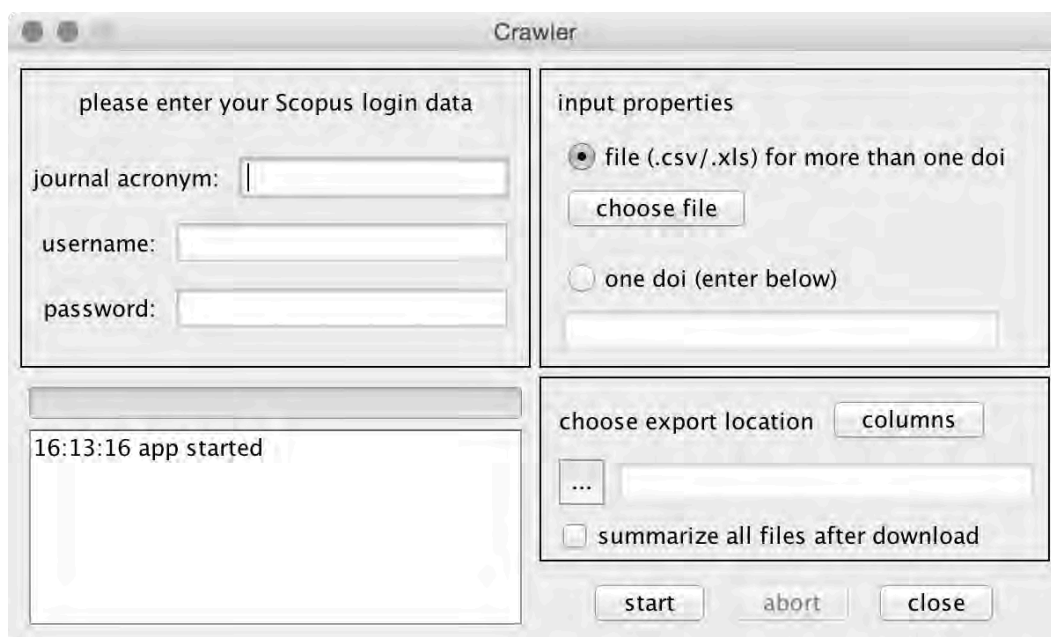 Crawler
please enter your Scopus login data
journal acronym:
username:
password:
input properties
file (.csv/.xls) for more than one doi
choose file
one doi (enter below)
16:13:16 app started
choose export location
columns
...
summarize all files after download
start
abort
close